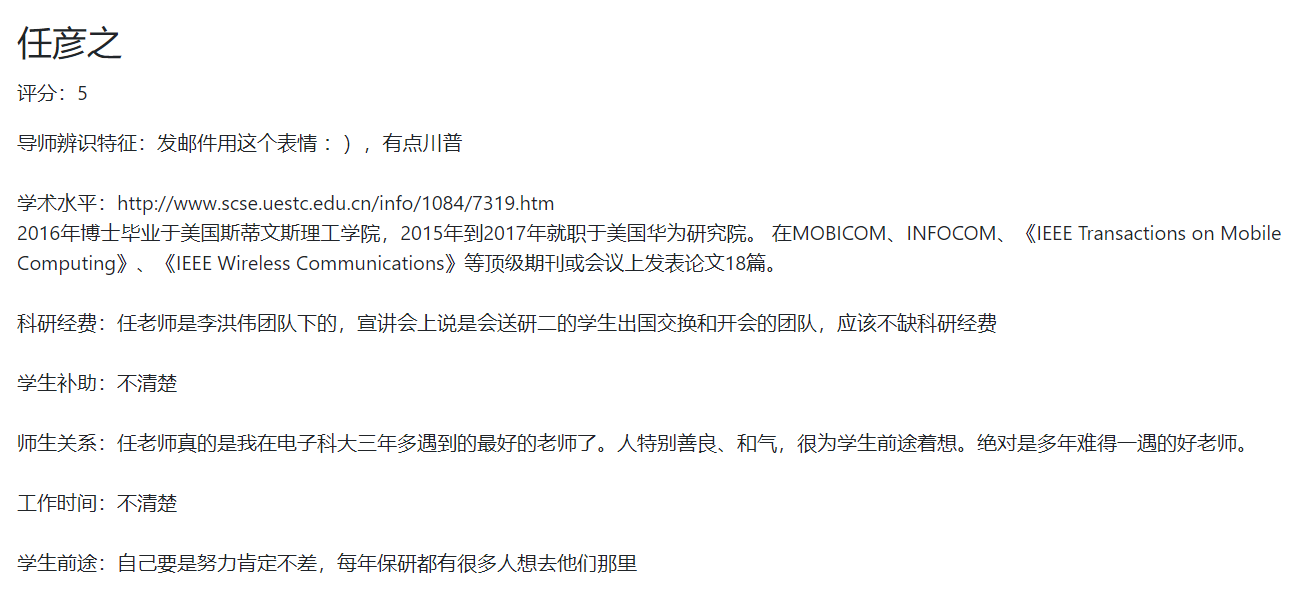 任彦之
评分：5
导师辨识特征：发邮件用这个表情 ：），有点川普
学术水平：http://www.scse.uestc.edu.cn/info/1084/7319.htm
2016年博士毕业于美国斯蒂文斯理工学院，2015年到2017年就职于美国华为研究院。 在MOBICOM、INFOCOM、《IEEE Transactions on Mobile
Computing》、《IEEE Wireless Communications》等顶级期刊或会议上发表论文18篇。
科研经费：任老师是李洪伟团队下的，宣讲会上说是会送研二的学生出国交换和开会的团队，应该不缺科研经费
学生补助：不清楚
师生关系：任老师真的是我在电子科大三年多遇到的最好的老师了。人特别善良、和气，很为学生前途着想。绝对是多年难得一遇的好老师。
工作时间：不清楚
学生前途：自己要是努力肯定不差，每年保研都有很多人想去他们那里